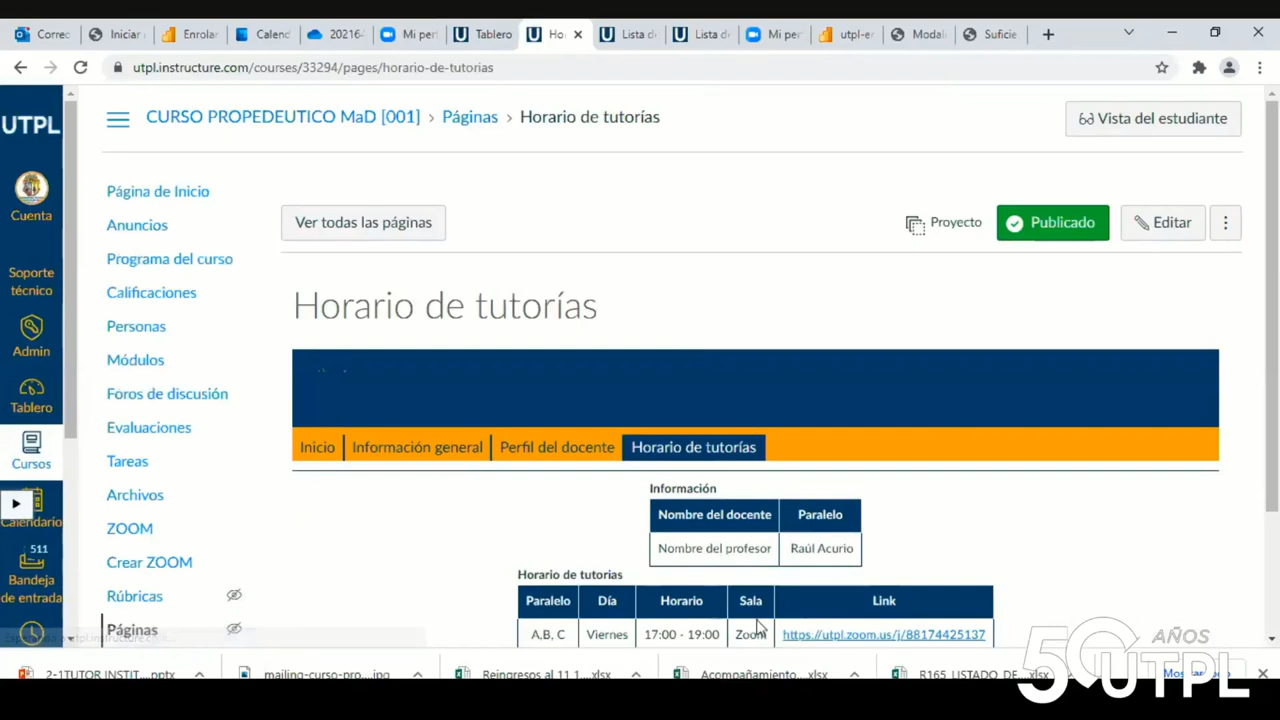 Correo
Iniciar
Enrolar
Calend
20216-
Mi per
Tablero
Ho
Lista d
Lista d
Mi per
utpl-e
Modal
Suficie
utpl.instructure.com/courses/33294/pages/horario-de-tutorias
UTPL
Cuenta
Soporte
técnico
Admin
Tablero
Cursos
Calendario
511
Bandeja
de entrada
CURSO PROPEDEUTICO MaD [001] › Páginas › Horario de tutorías
Vista del estudiante
Página de Inicio
Anuncios
Programa del curso
Calificaciones
Personas
Módulos
Foros de discusión
Evaluaciones
Tareas
Archivos
ZOOM
Crear ZOOM
Rúbricas
Páginas
Ver todas las páginas
Proyecto
Publicado
Editar
Horario de tutorías
Inicio
Información general
Perfil del docente
Horario de tutorías
Información
Nombre del docente Paralelo
Nombre del profesor Raúl Acurio
Horario de tutorias
Paralelo Día Horario Sala Link
A,B, C Viernes 17:00 - 19:00 Zoom https://utpl.zoom.us/j/88174425137
2-1TUTOR INSTIT....pptx
mailing-curso-pro....jpg
Reingresos al 11 1....xlsx
Acompañamiento....xlsx
R165 LISTADO DE....xlsx
50 AÑOS
UTPL